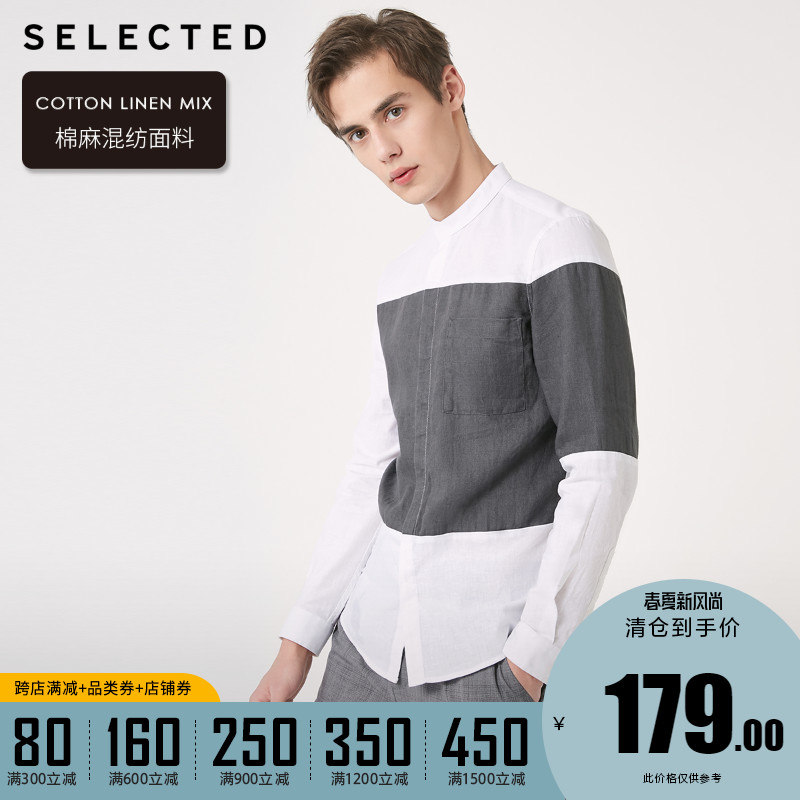 SELECTED
COTTON LINEN MIX
棉麻混纺面料
春夏新风尚
清仓到手价
¥179.00
此价格仅供参考
跨店满减+品类券+店铺券
80 160 250 350 450
满300立减 满600立减 满900立减 满1200立减 满1500立减